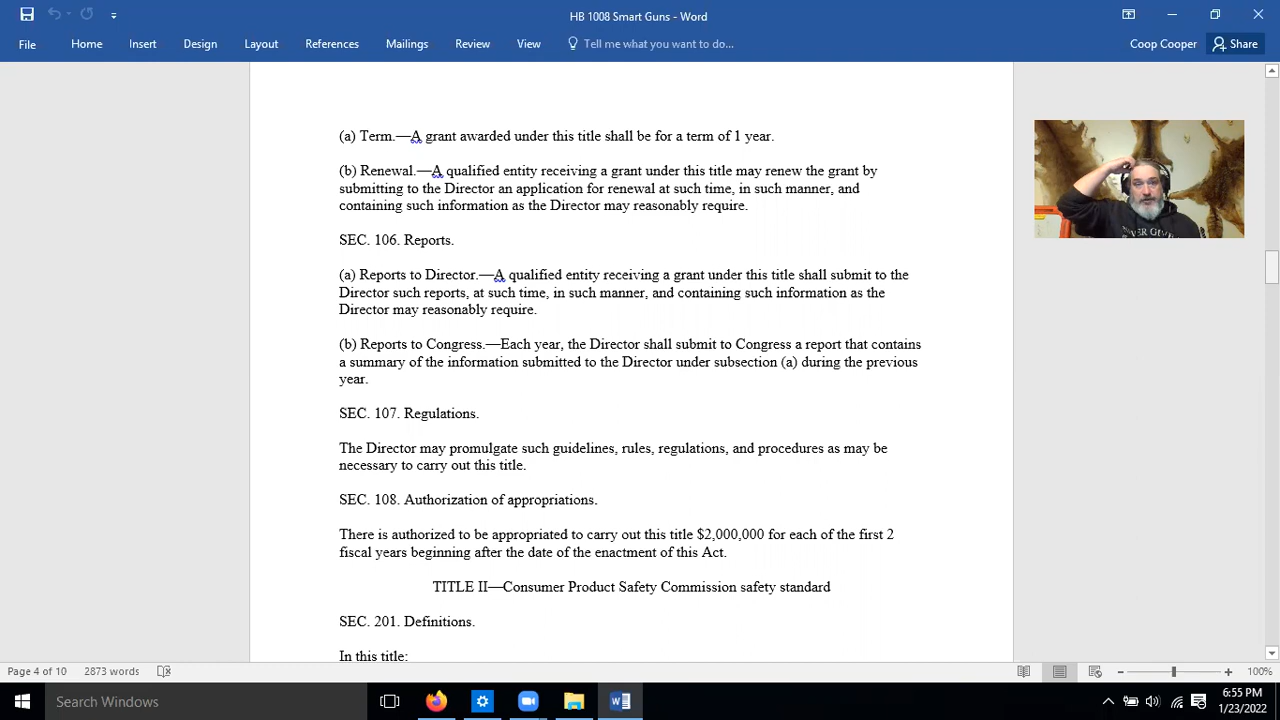 HB 1008 Smart Guns - Word
File Home Insert Design Layout References Mailings Review View Tell me what you want to do... Coop Cooper Share
(a) Term.—A grant awarded under this title shall be for a term of 1 year.
(b) Renewal.—A qualified entity receiving a grant under this title may renew the grant by
submitting to the Director an application for renewal at such time, in such manner, and
containing such information as the Director may reasonably require.
SEC. 106. Reports.
(a) Reports to Director.—A qualified entity receiving a grant under this title shall submit to the
Director such reports, at such time, in such manner, and containing such information as the
Director may reasonably require.
(b) Reports to Congress.—Each year, the Director shall submit to Congress a report that contains
a summary of the information submitted to the Director under subsection (a) during the previous
year.
SEC. 107. Regulations.
The Director may promulgate such guidelines, rules, regulations, and procedures as may be
necessary to carry out this title.
SEC. 108. Authorization of appropriations.
There is authorized to be appropriated to carry out this title $2,000,000 for each of the first 2
fiscal years beginning after the date of the enactment of this Act.
TITLE II—Consumer Product Safety Commission safety standard
SEC. 201. Definitions.
In this title:
Page 4 of 10 2873 words 100%
Search Windows 6:55 PM
1/23/2022